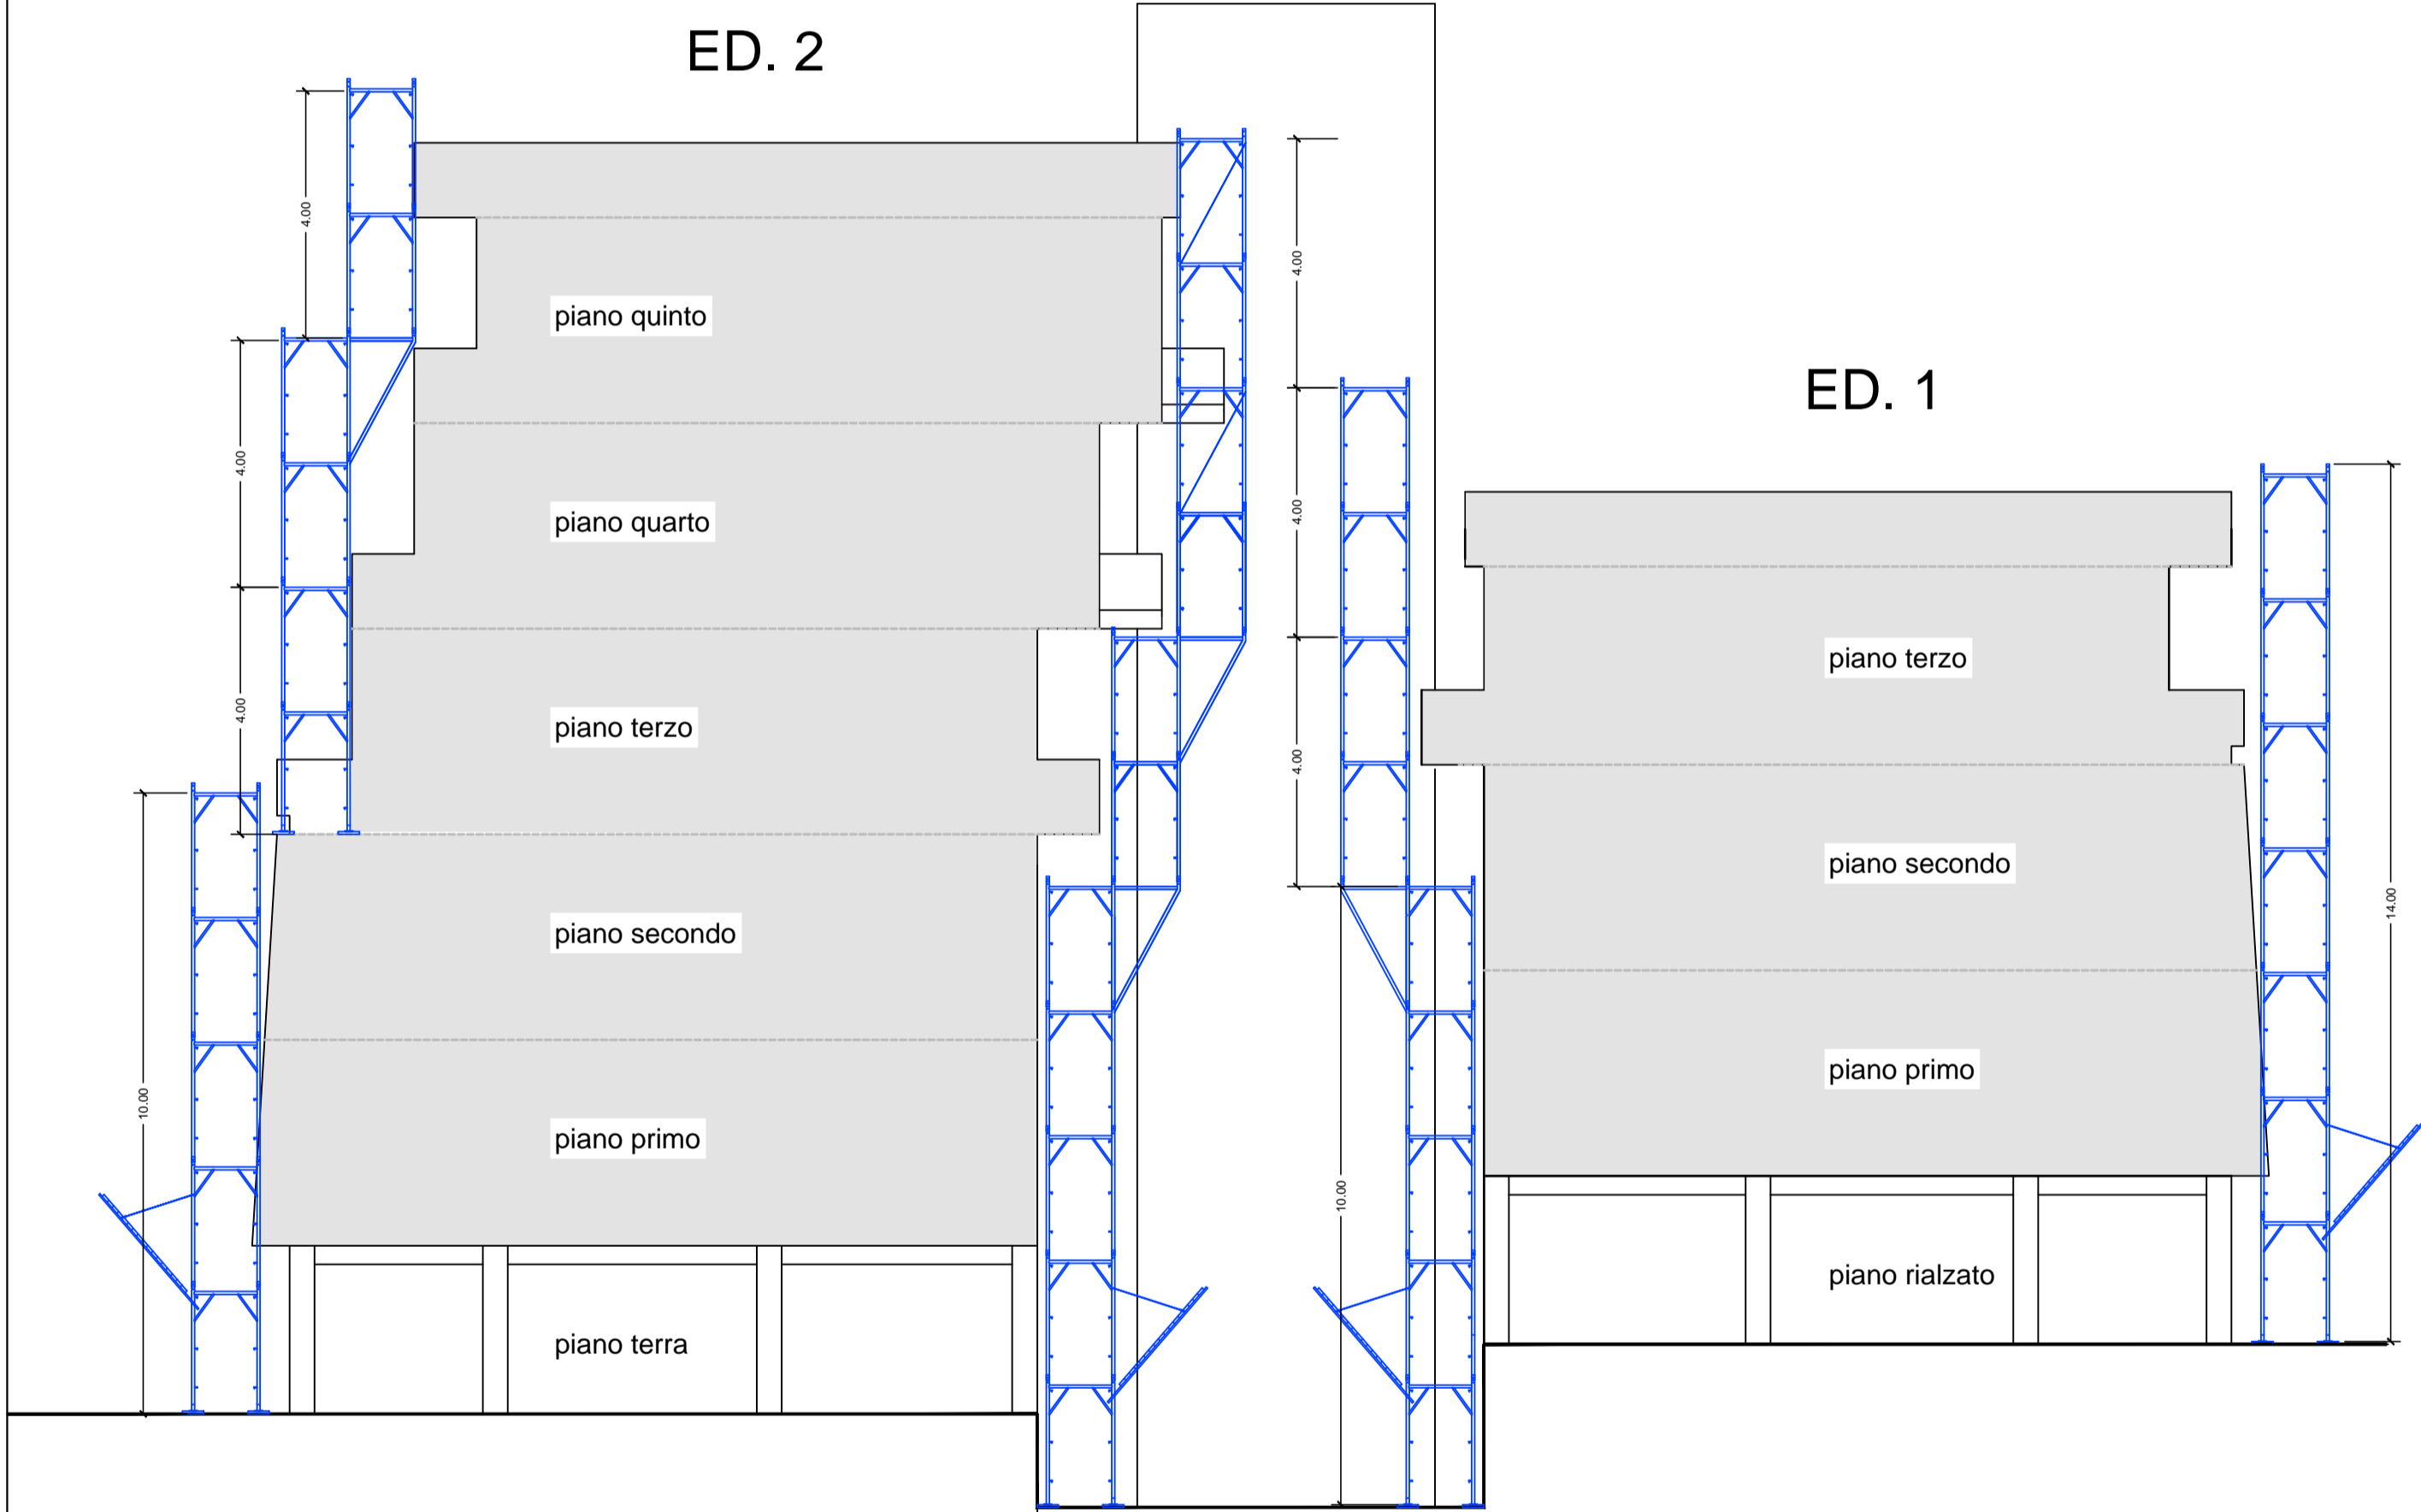 ED. 2
4.00
4.00
piano quinto
ED. 1
4.00
piano quarto
4.00
piano terzo
4.00
piano terzo
4.00
piano secondo
14.00
piano secondo
piano primo
10.00
piano primo
10.00
piano rialzato
piano terra